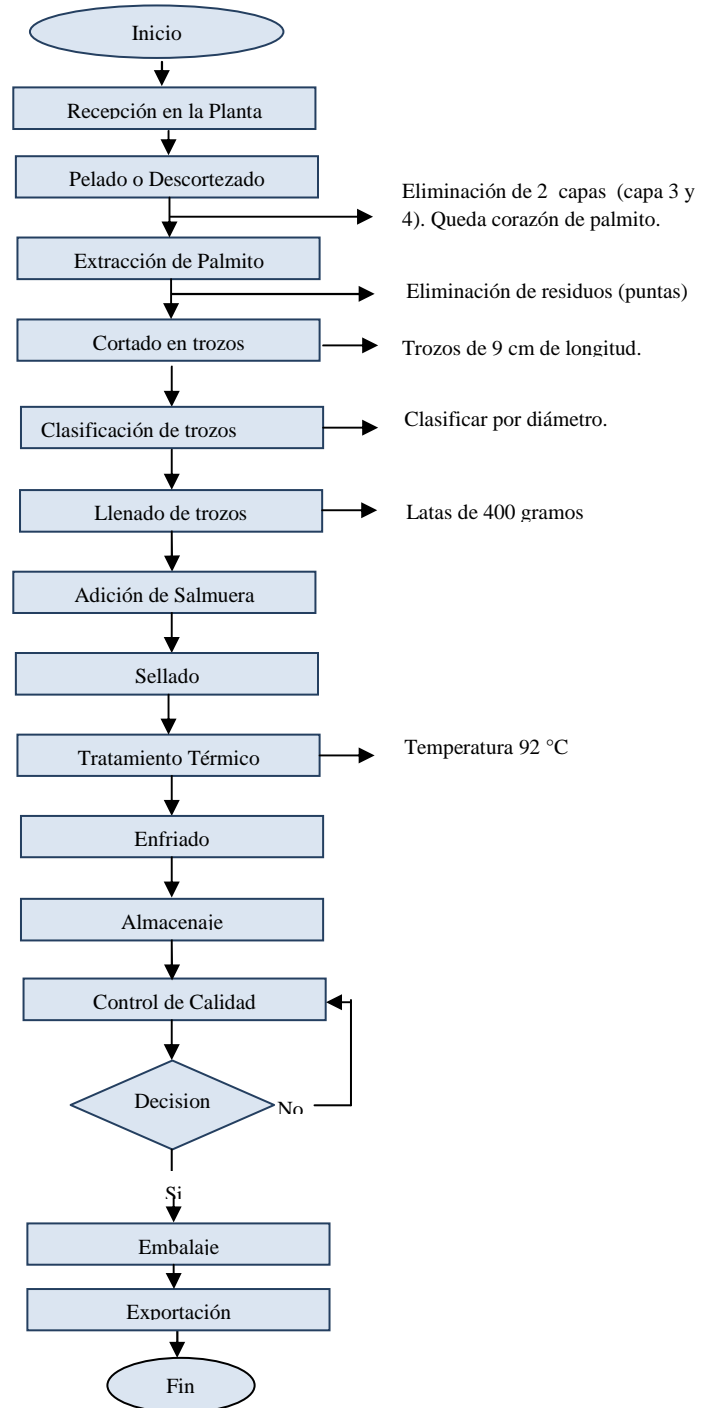 Inicio
Recepción en la Planta
Pelado o Descortezado
Eliminación de 2 capas (capa 3 y
4). Queda corazón de palmito.
Extracción de Palmito
Eliminación de residuos (puntas)
Cortado en trozos
Trozos de 9 cm de longitud.
Clasificación de trozos
Clasificar por diámetro.
Llenado de trozos
Latas de 400 gramos
Adición de Salmuera
Sellado
Tratamiento Térmico
Temperatura 92 °C
Enfriado
Almacenaje
Control de Calidad
Decision
No
Si
Embalaje
Exportación
Fin